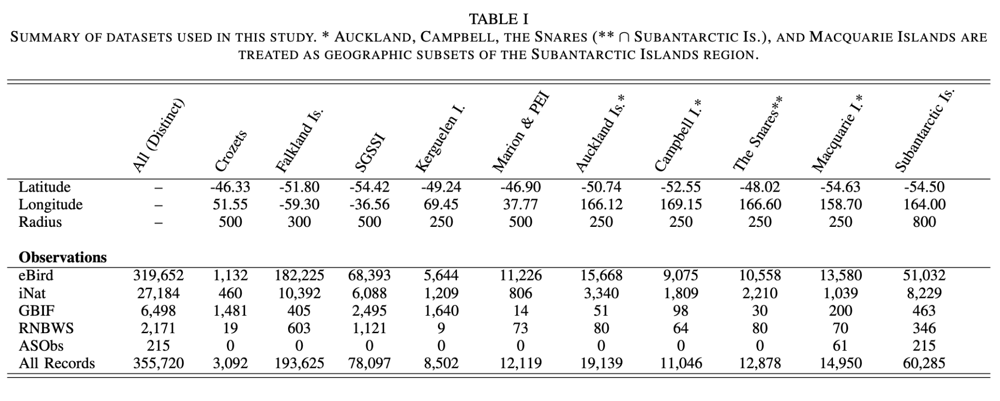 TABLE I
SUMMARY OF DATASETS USED IN THIS STUDY. * AUCKLAND, CAMPBELL, THE SNARES (** ∩ SUBANTARCTIC IS.), AND MACQUARIE ISLANDS ARE
TREATED AS GEOGRAPHIC SUBSETS OF THE SUBANTARCTIC ISLANDS REGION.
All (Distinct) Crozets Falkland Is. SGSSI Kerguelen I. Marion & PEI Auckland Is.* Campbell I.* The Snares** Macquarie I.* Subantarctic Is.
Latitude – -46.33 -51.80 -54.42 -49.24 -46.90 -50.74 -52.55 -48.02 -54.63 -54.50
Longitude – 51.55 -59.30 -36.56 69.45 37.77 166.12 169.15 166.60 158.70 164.00
Radius – 500 300 500 250 500 250 250 250 250 800
Observations
eBird 319,652 1,132 182,225 68,393 5,644 11,226 15,668 9,075 10,558 13,580 51,032
iNat 27,184 460 10,392 6,088 1,209 806 3,340 1,809 2,210 1,039 8,229
GBIF 6,498 1,481 405 2,495 1,640 14 51 98 30 200 463
RNBWS 2,171 19 603 1,121 9 73 80 64 80 70 346
ASObs 215 0 0 0 0 0 0 0 0 61 215
All Records 355,720 3,092 193,625 78,097 8,502 12,119 19,139 11,046 12,878 14,950 60,285